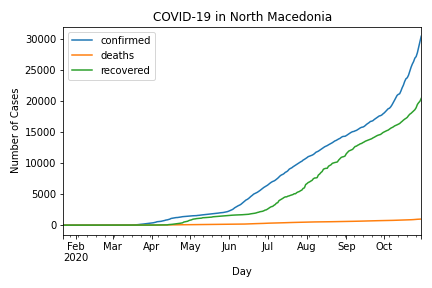 COVID-19 in North Macedonia
confirmed
deaths
recovered
Number of Cases
30000
25000
20000
15000
10000
5000
0
Feb Mar Apr May Jun Jul Aug Sep Oct
2020
Day